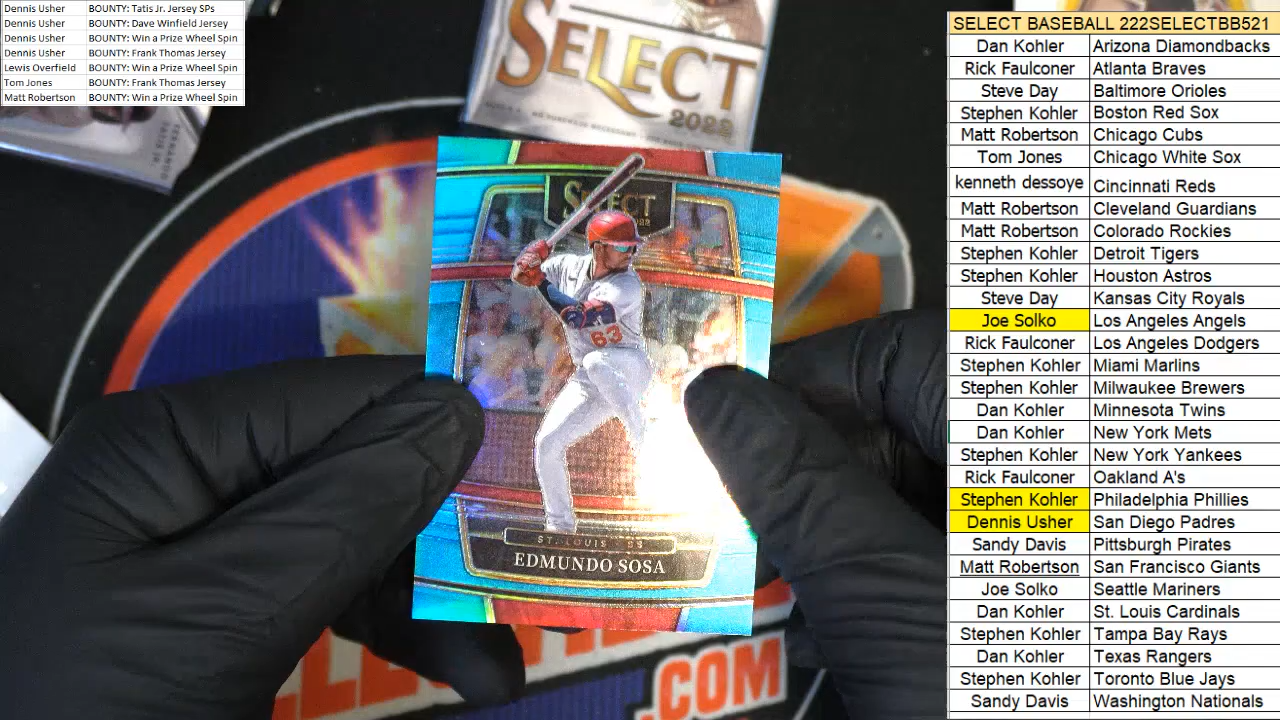 Dennis Usher BOUNTY: Tatis Jr. Jersey SPs
Dennis Usher BOUNTY: Dave Winfield Jersey
Dennis Usher BOUNTY: Win a Prize Wheel Spin
Dennis Usher BOUNTY: Frank Thomas Jersey
Lewis Overfield BOUNTY: Win a Prize Wheel Spin
Tom Jones BOUNTY: Frank Thomas Jersey
Matt Robertson BOUNTY: Win a Prize Wheel Spin
SELECT
2022
SELECT
63
EDMUNDO SOSA
.COM
SELECT BASEBALL 222SELECTBB521
Dan Kohler Arizona Diamondbacks
Rick Faulconer Atlanta Braves
Steve Day Baltimore Orioles
Stephen Kohler Boston Red Sox
Matt Robertson Chicago Cubs
Tom Jones Chicago White Sox
kenneth dessoye Cincinnati Reds
Matt Robertson Cleveland Guardians
Matt Robertson Colorado Rockies
Stephen Kohler Detroit Tigers
Stephen Kohler Houston Astros
Steve Day Kansas City Royals
Joe Solko Los Angeles Angels
Rick Faulconer Los Angeles Dodgers
Stephen Kohler Miami Marlins
Stephen Kohler Milwaukee Brewers
Dan Kohler Minnesota Twins
Dan Kohler New York Mets
Stephen Kohler New York Yankees
Rick Faulconer Oakland A's
Stephen Kohler Philadelphia Phillies
Dennis Usher San Diego Padres
Sandy Davis Pittsburgh Pirates
Matt Robertson San Francisco Giants
Joe Solko Seattle Mariners
Dan Kohler St. Louis Cardinals
Stephen Kohler Tampa Bay Rays
Dan Kohler Texas Rangers
Stephen Kohler Toronto Blue Jays
Sandy Davis Washington Nationals